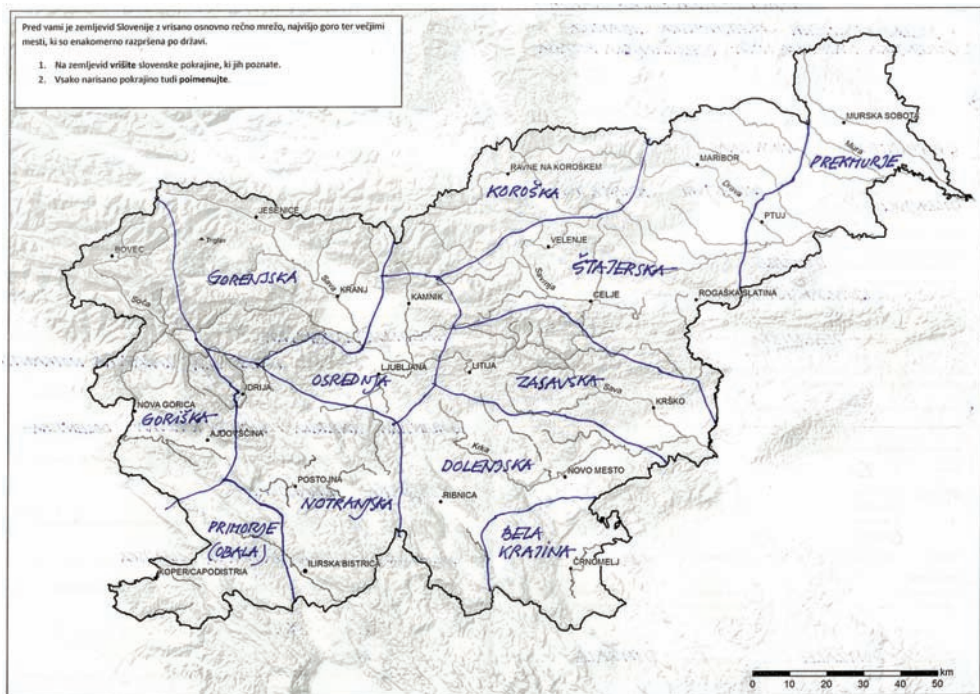 Pred vami je zemljevid Slovenije z vrisano osnovno rečno mrežo, najvišjo goro ter večjimi
mesti, ki so enakomerno razpršena po državi.
1. Na zemljevid vrišite slovenske pokrajine, ki jih poznate.
2. Vsako narisano pokrajino tudi poimenujte.
MURSKA SOBOTA
Mura
PREKMURJE
RAVNE NA KOROŠKEM
MARIBOR
KOROŠKA
Drava
PTUJ
JESENICE
Triglav
BOVEC
VELENJE
ŠTAJERSKA
GORENJSKA
Sava
KRANJ
Savinja
KAMNIK
CELJE
ROGAŠKA SLATINA
Soča
LJUBLJANA
LITIJA
OSREDNJA
ZASAVSKA
Sava
IDRIJA
KRŠKO
NOVA GORICA
GORIŠKA
AJDOVŠČINA
Krka
DOLENJSKA
NOVO MESTO
POSTOJNA
NOTRANJSKA
RIBNICA
PRIMORJE
(OBALA)
BELA
KRAJINA
KOPER/CAPODISTRIA
ILIRSKA BISTRICA
ČRNOMELJ
km
0 10 20 30 40 50